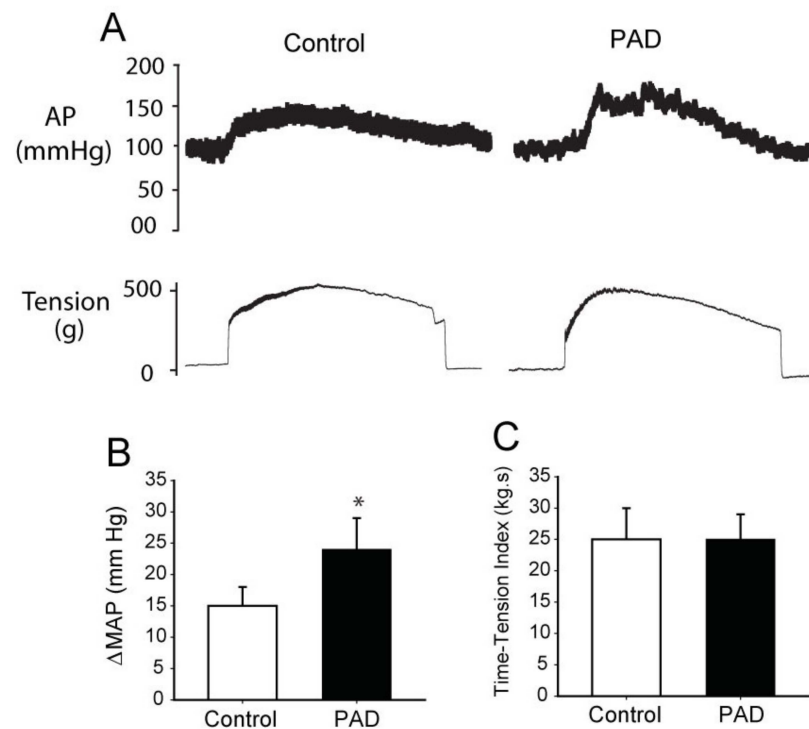 A
Control
PAD
AP
(mmHg)
200
150
100
50
00
Tension
(g)
500
0
B
ΔMAP (mm Hg)
35
30
25
20
15
10
5
0
*
Control
PAD
C
Time-Tension Index (kg.s)
35
30
25
20
15
10
5
0
Control
PAD